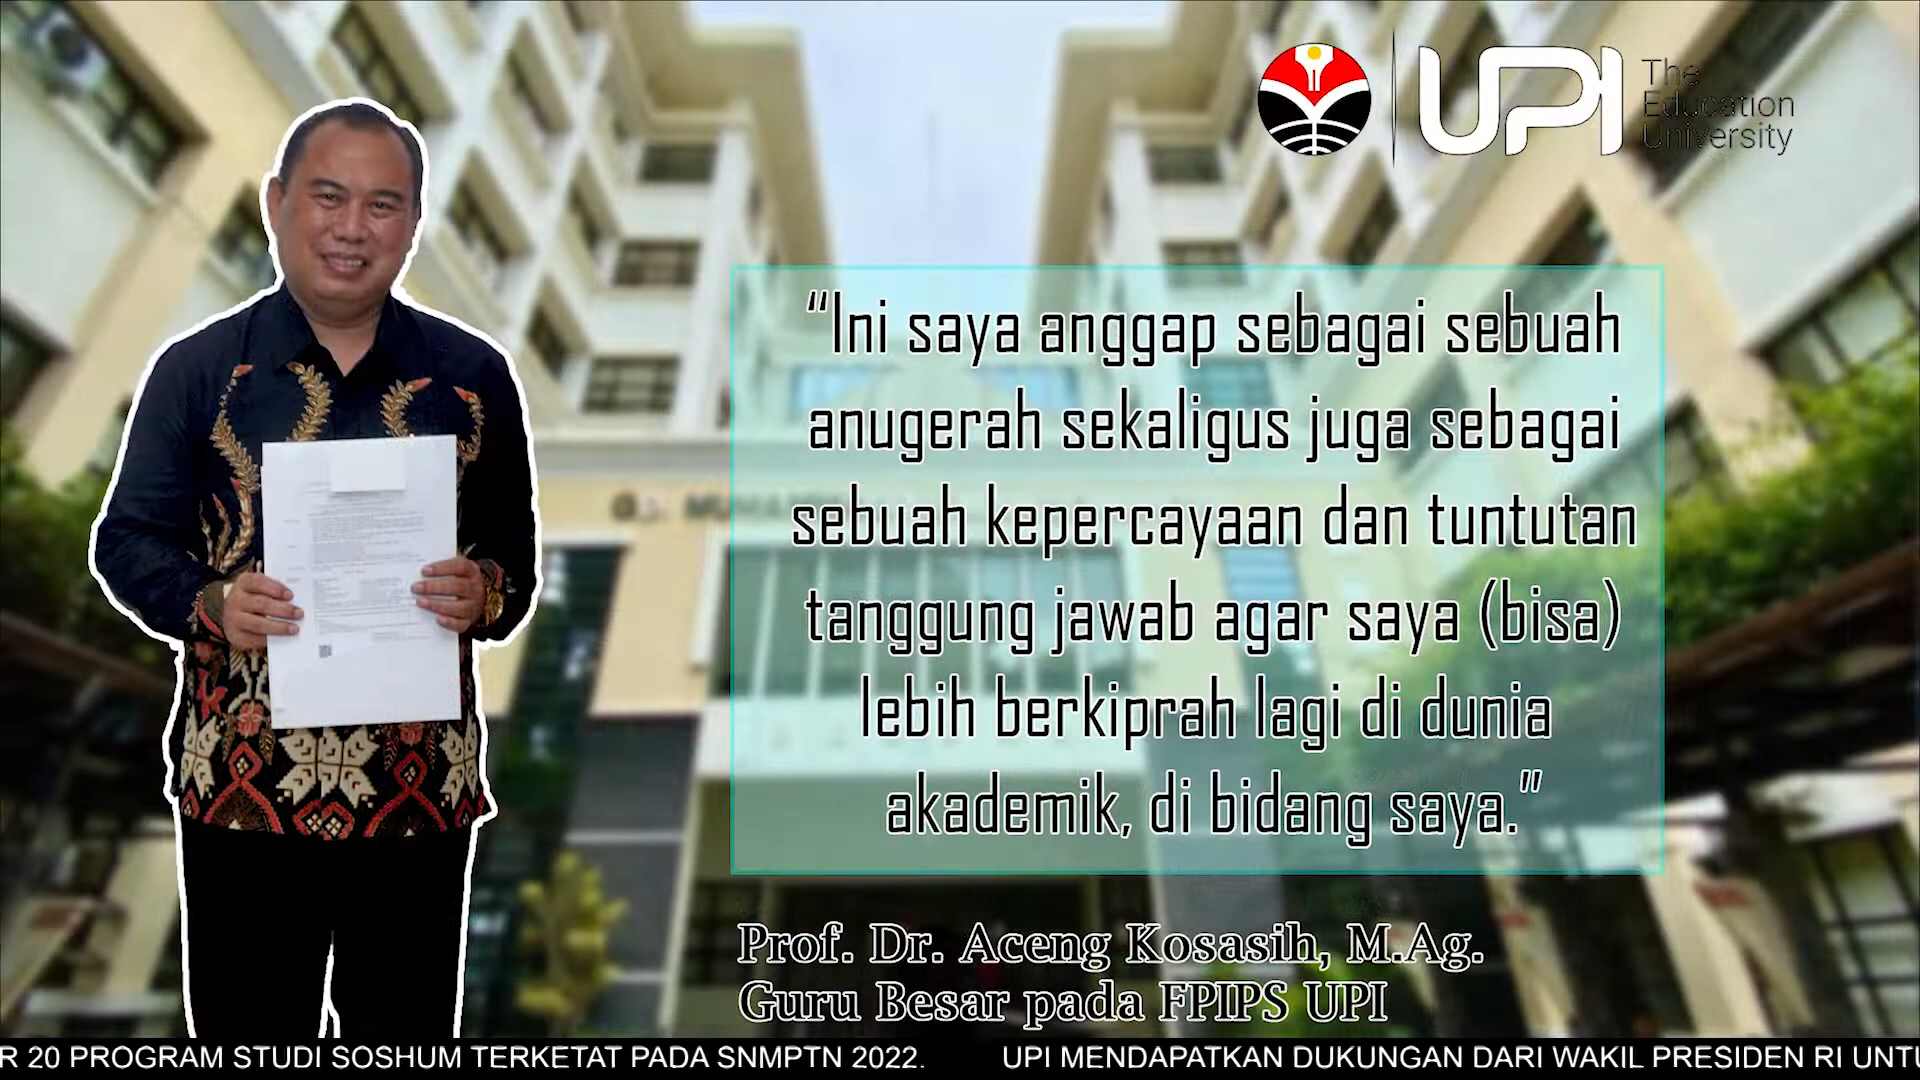 UPI
The
Education
University
“Ini saya anggap sebagai sebuah
anugerah sekaligus juga sebagai
sebuah kepercayaan dan tuntutan
tanggung jawab agar saya (bisa)
lebih berkiprah lagi di dunia
akademik, di bidang saya.”
Prof. Dr. Aceng Kosasih, M.Ag.
Guru Besar pada FPIPS UPI
R 20 PROGRAM STUDI SOSHUM TERKETAT PADA SNMPTN 2022. UPI MENDAPATKAN DUKUNGAN DARI WAKIL PRESIDEN RI UNTU